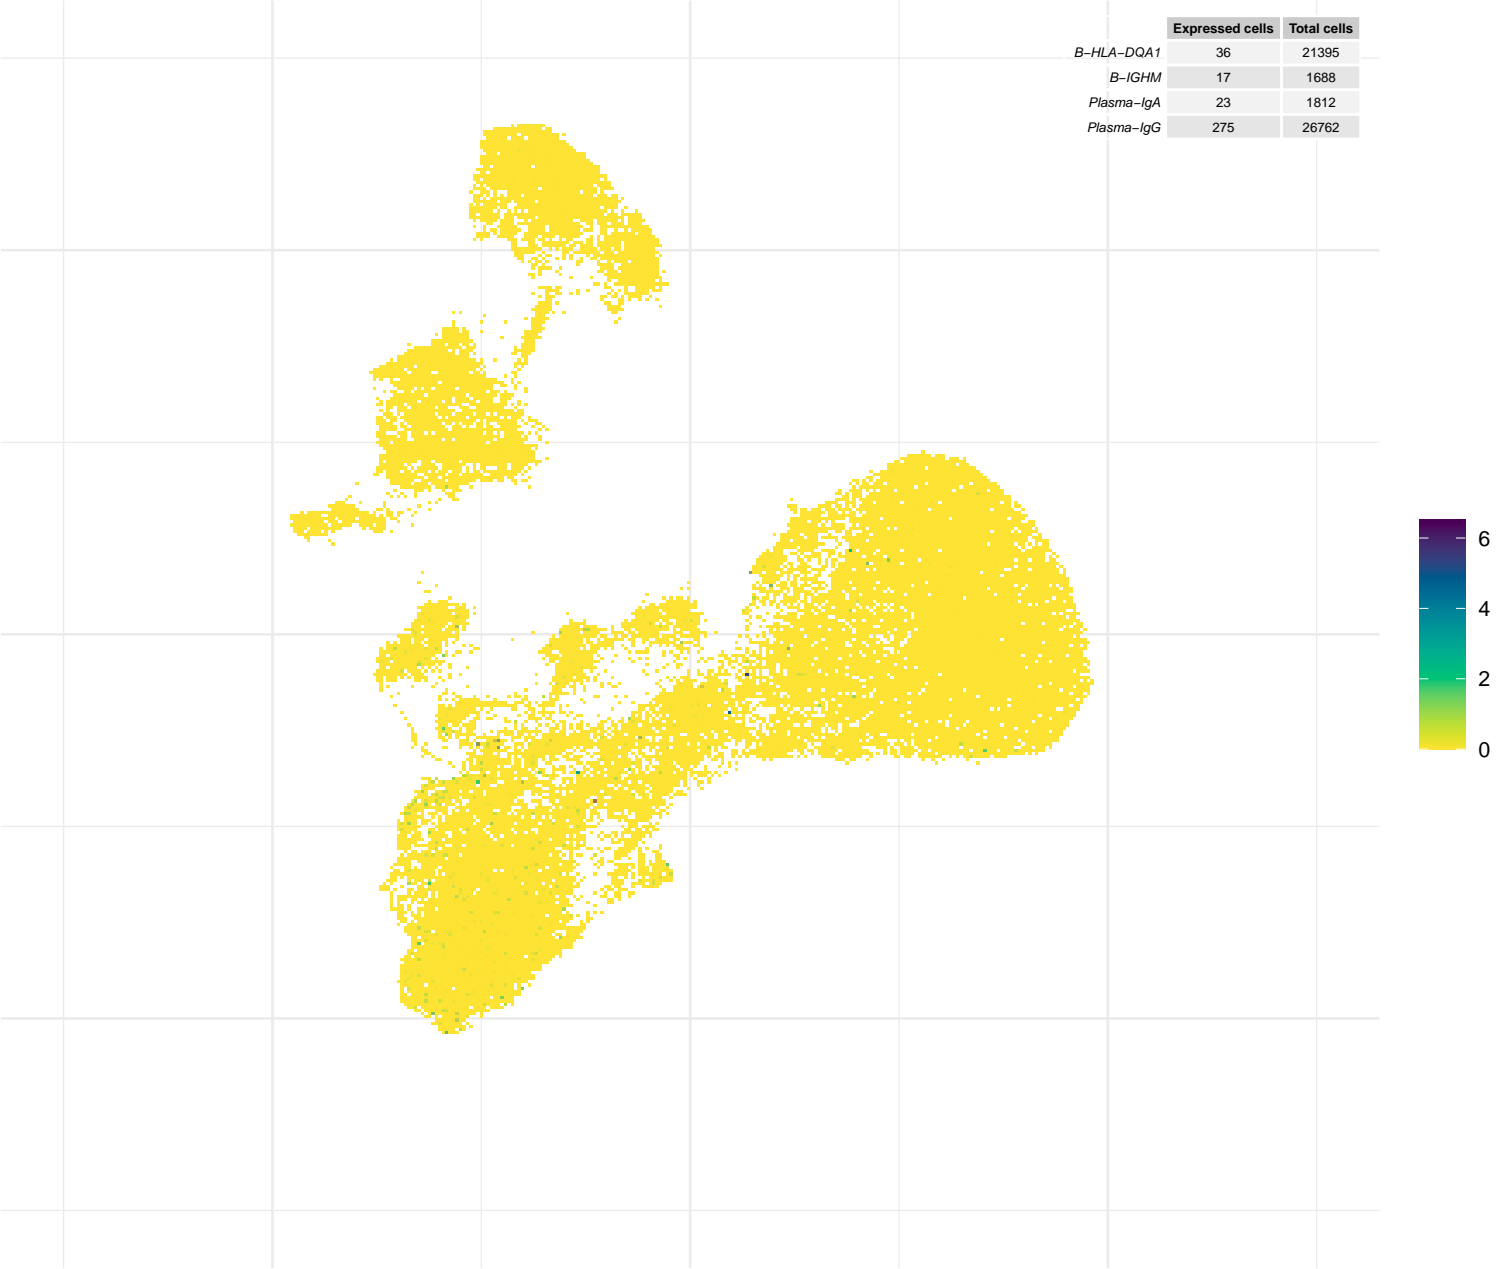 Expressed cells Total cells
B−HLA−DQA1 36 21395
B−IGHM 17 1688
Plasma−IgA 23 1812
Plasma−IgG 275 26762
6
4
2
0